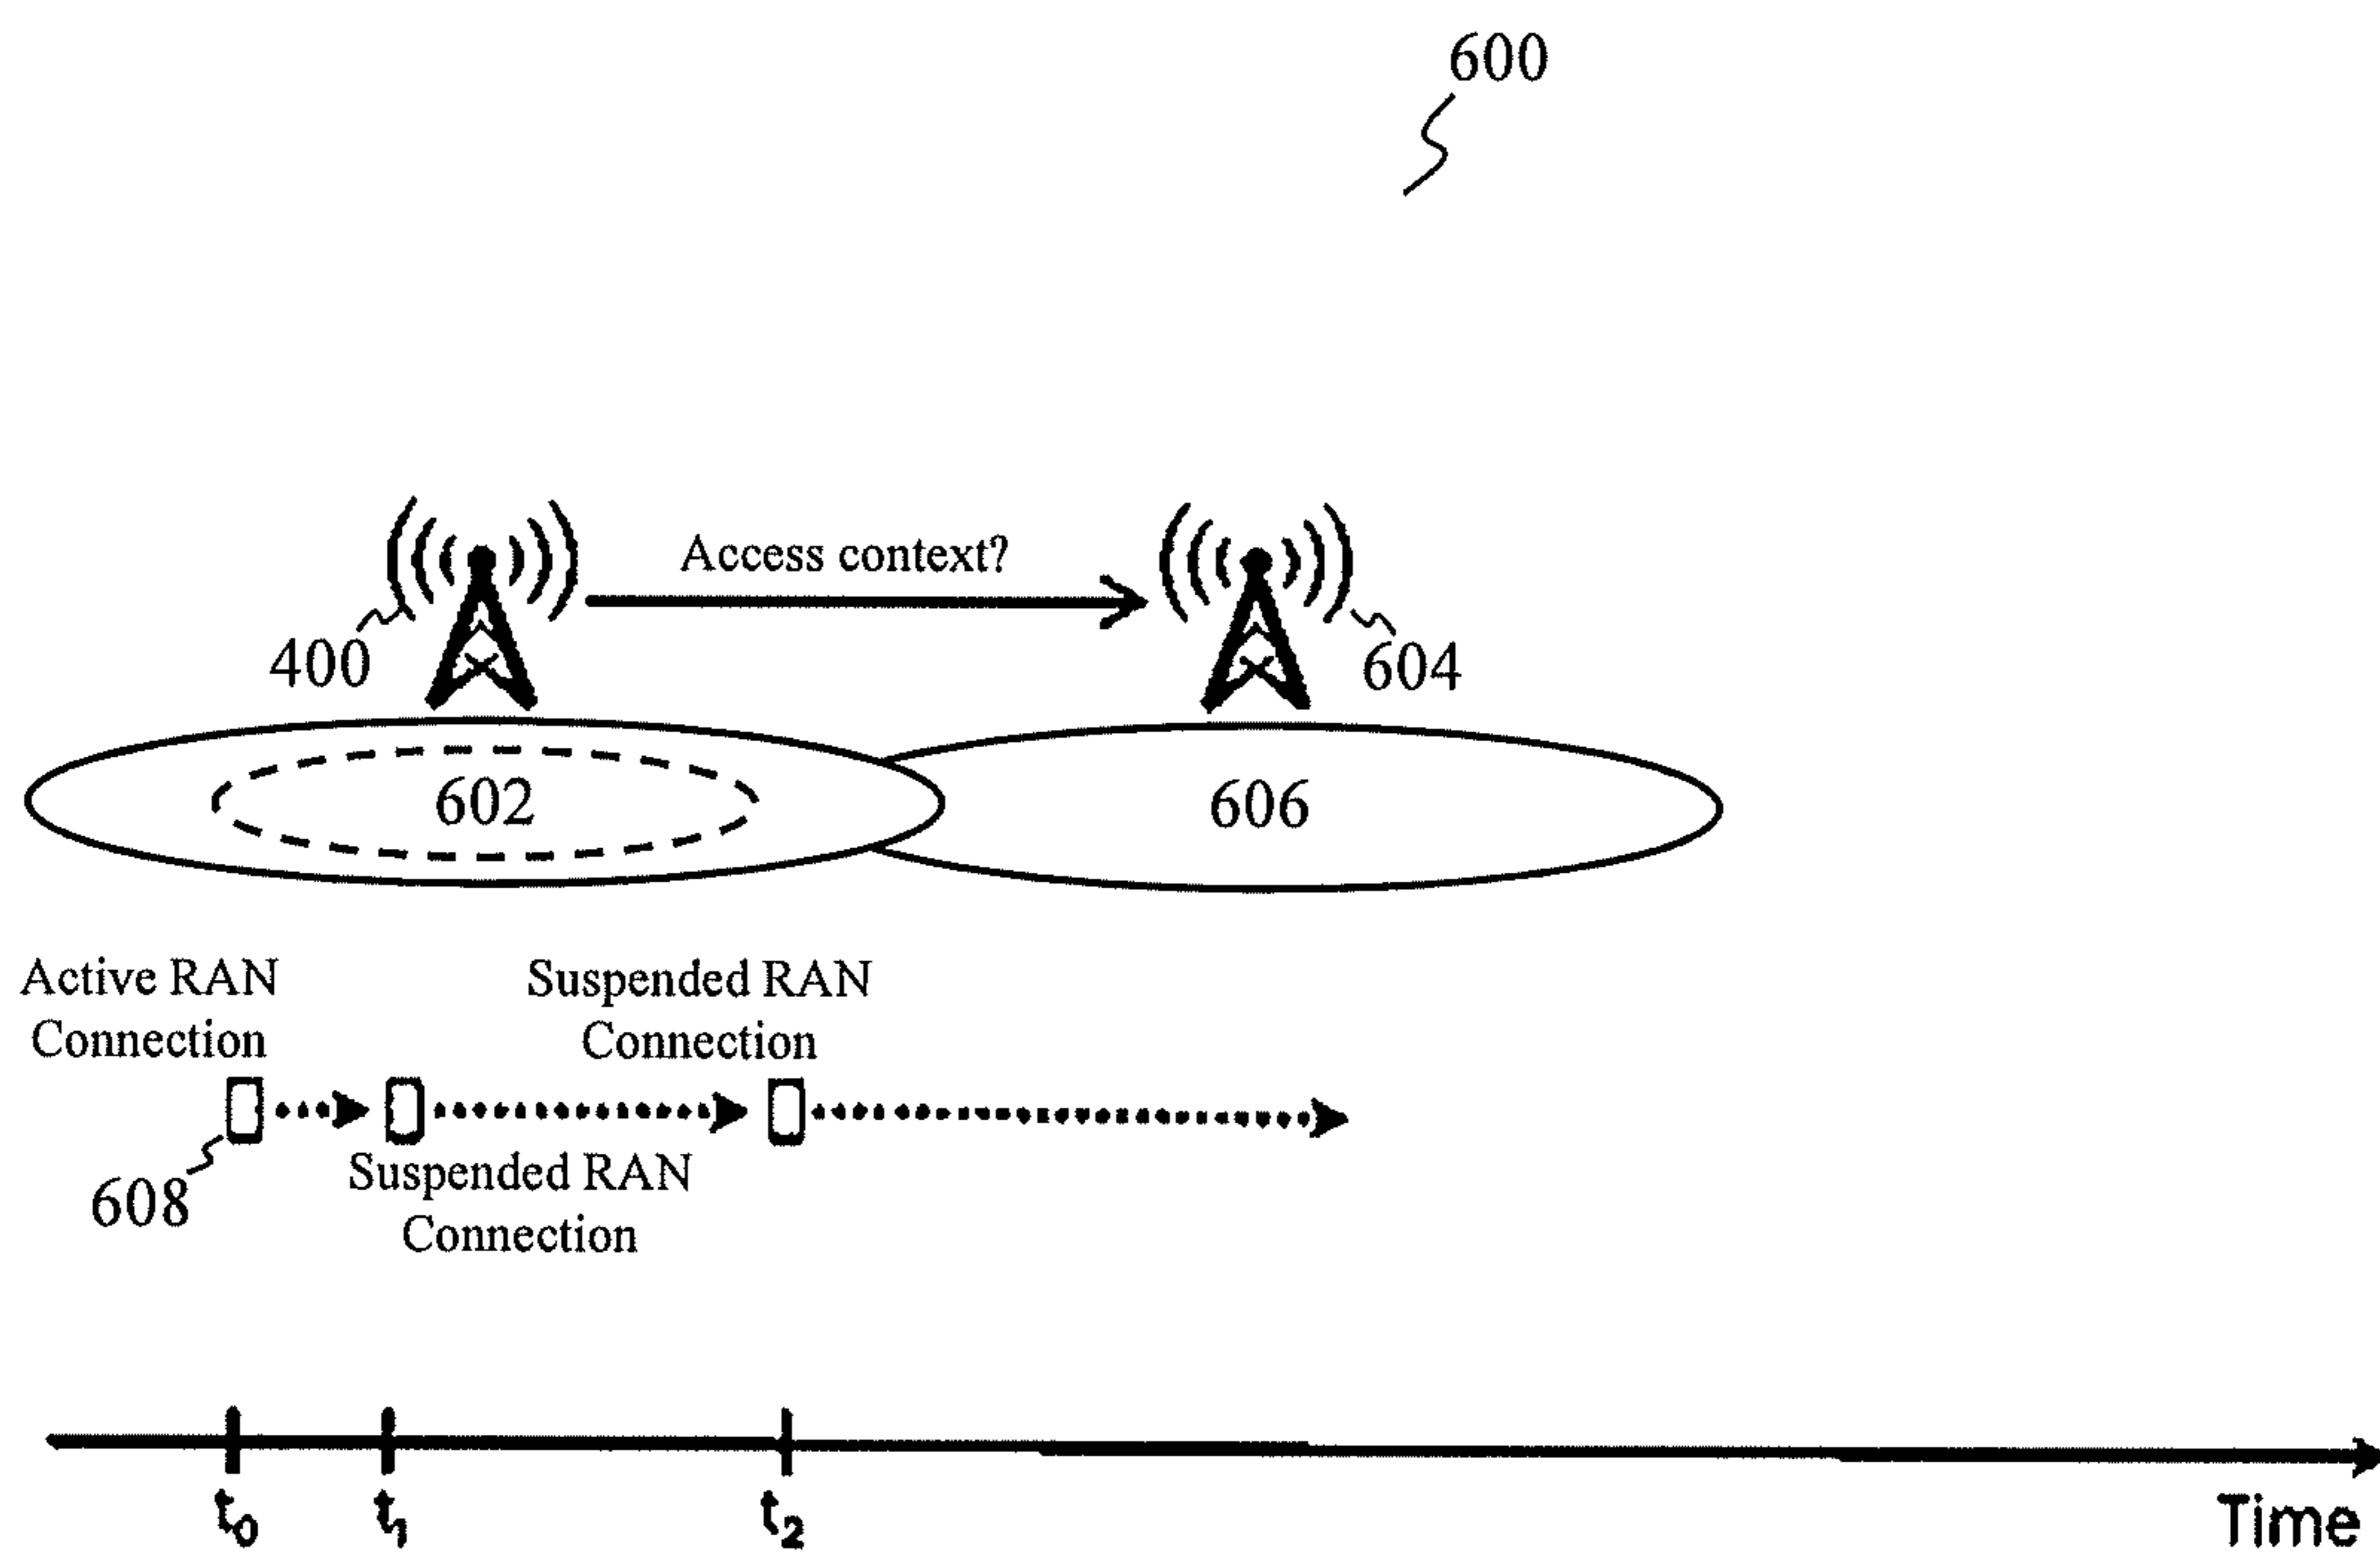 600
Access context?
400
604
602
606
Active RAN
Connection
Suspended RAN
Connection
608
Suspended RAN
Connection
t0
t1
t2
Time